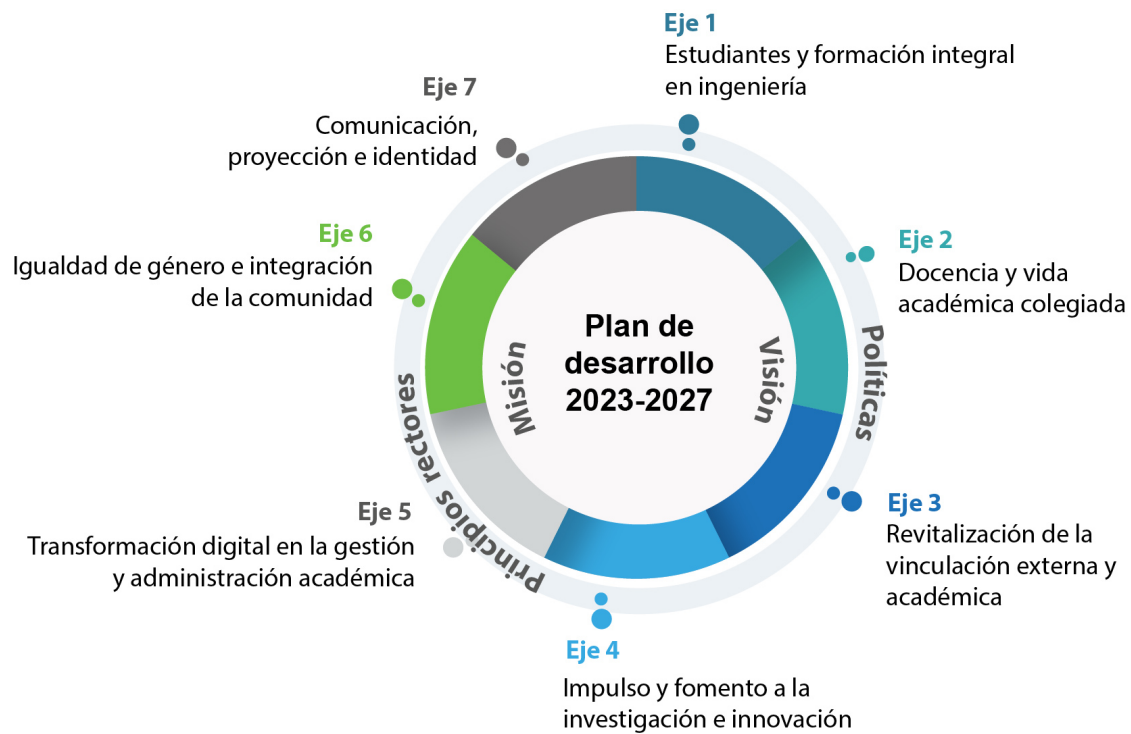 Eje 1
Estudiantes y formación integral
en ingeniería
Eje 2
Docencia y vida
académica colegiada
Eje 3
Revitalización de la
vinculación externa y
académica
Eje 4
Impulso y fomento a la
investigación e innovación
Eje 5
Transformación digital en la gestión
y administración académica
Eje 6
Igualdad de género e integración
de la comunidad
Eje 7
Comunicación,
proyección e identidad
Plan de
desarrollo
2023-2027
Misión
Visión
Políticas
Principios rectores